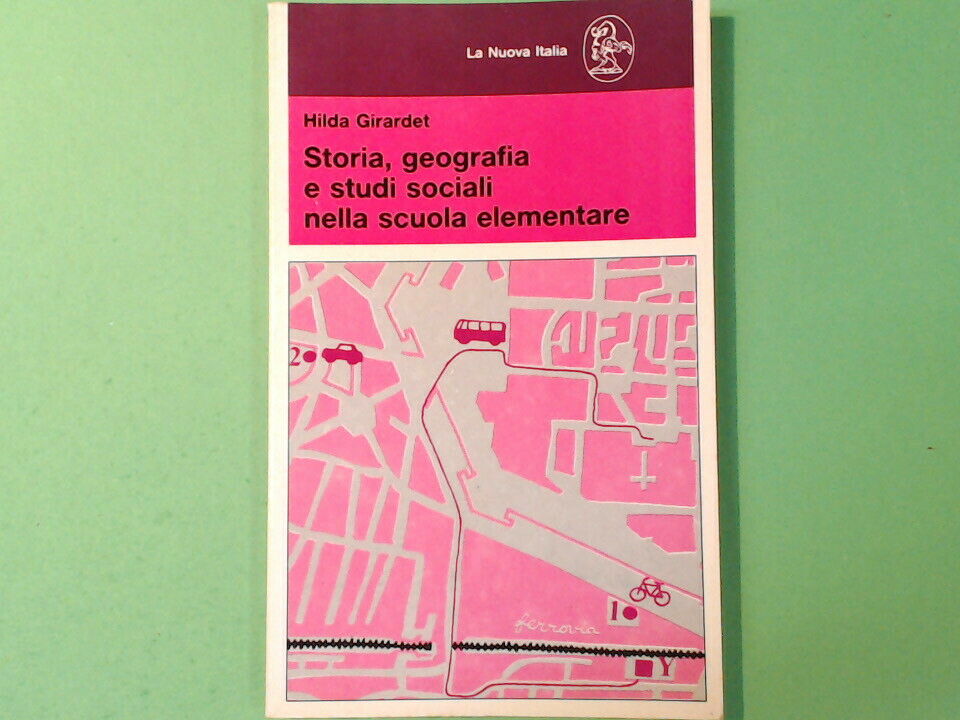 La Nuova Italia
Hilda Girardet
Storia, geografia
e studi sociali
nella scuola elementare
2
1
ferrovia
Y